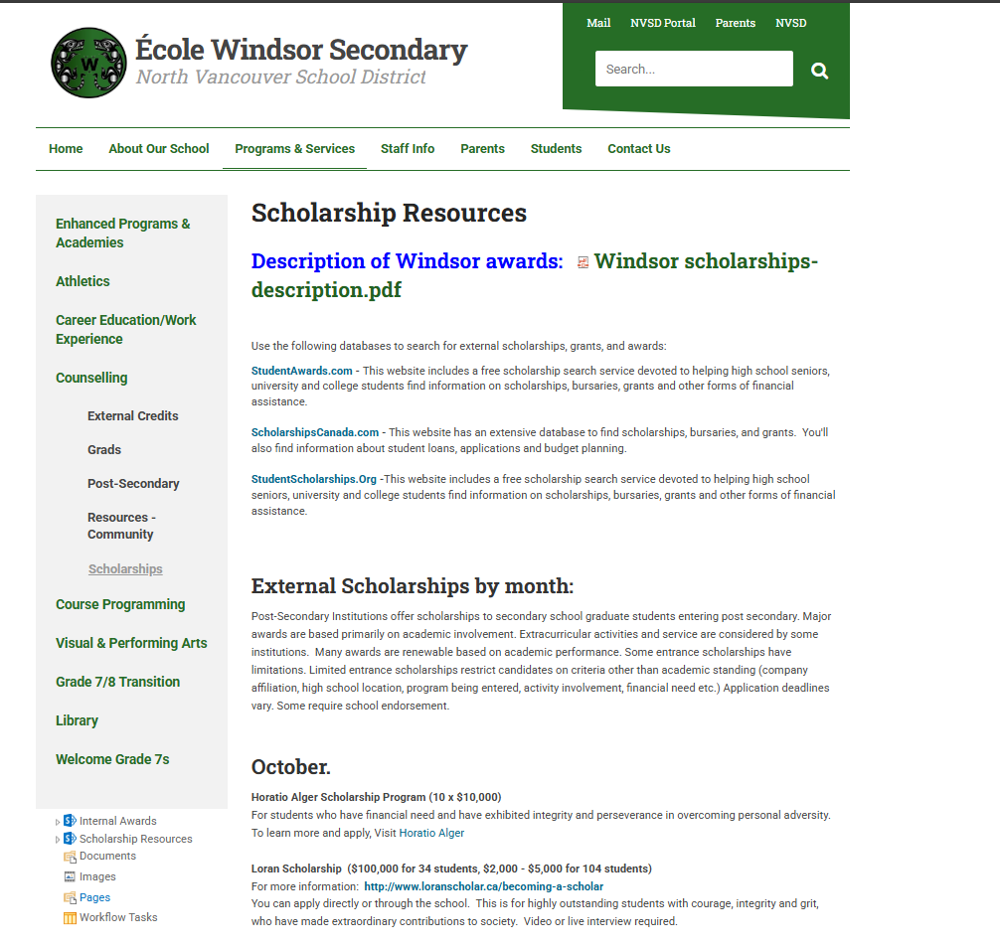 Mail NVSD Portal Parents NVSD
W
École Windsor Secondary
North Vancouver School District
Search...
Home About Our School Programs & Services Staff Info Parents Students Contact Us
Enhanced Programs &
Academies
Athletics
Career Education/Work
Experience
Counselling
External Credits
Grads
Post-Secondary
Resources -
Community
Scholarships
Course Programming
Visual & Performing Arts
Grade 7/8 Transition
Library
Welcome Grade 7s
Internal Awards
Scholarship Resources
Documents
Images
Pages
Workflow Tasks
Scholarship Resources
Description of Windsor awards: Windsor scholarships-
description.pdf
Use the following databases to search for external scholarships, grants, and awards:
StudentAwards.com - This website includes a free scholarship search service devoted to helping high school seniors,
university and college students find information on scholarships, bursaries, grants and other forms of financial
assistance.
ScholarshipsCanada.com - This website has an extensive database to find scholarships, bursaries, and grants. You'll
also find information about student loans, applications and budget planning.
StudentScholarships.Org -This website includes a free scholarship search service devoted to helping high school
seniors, university and college students find information on scholarships, bursaries, grants and other forms of financial
assistance.
External Scholarships by month:
Post-Secondary Institutions offer scholarships to secondary school graduate students entering post secondary. Major
awards are based primarily on academic involvement. Extracurricular activities and service are considered by some
institutions. Many awards are renewable based on academic performance. Some entrance scholarships have
limitations. Limited entrance scholarships restrict candidates on criteria other than academic standing (company
affiliation, high school location, program being entered, activity involvement, financial need etc.) Application deadlines
vary. Some require school endorsement.
October.
Horatio Alger Scholarship Program (10 x $10,000)
For students who have financial need and have exhibited integrity and perseverance in overcoming personal adversity.
To learn more and apply, Visit Horatio Alger
Loran Scholarship ($100,000 for 34 students, $2,000 - $5,000 for 104 students)
For more information: http://www.loranscholar.ca/becoming-a-scholar
You can apply directly or through the school. This is for highly outstanding students with courage, integrity and grit,
who have made extraordinary contributions to society. Video or live interview required.